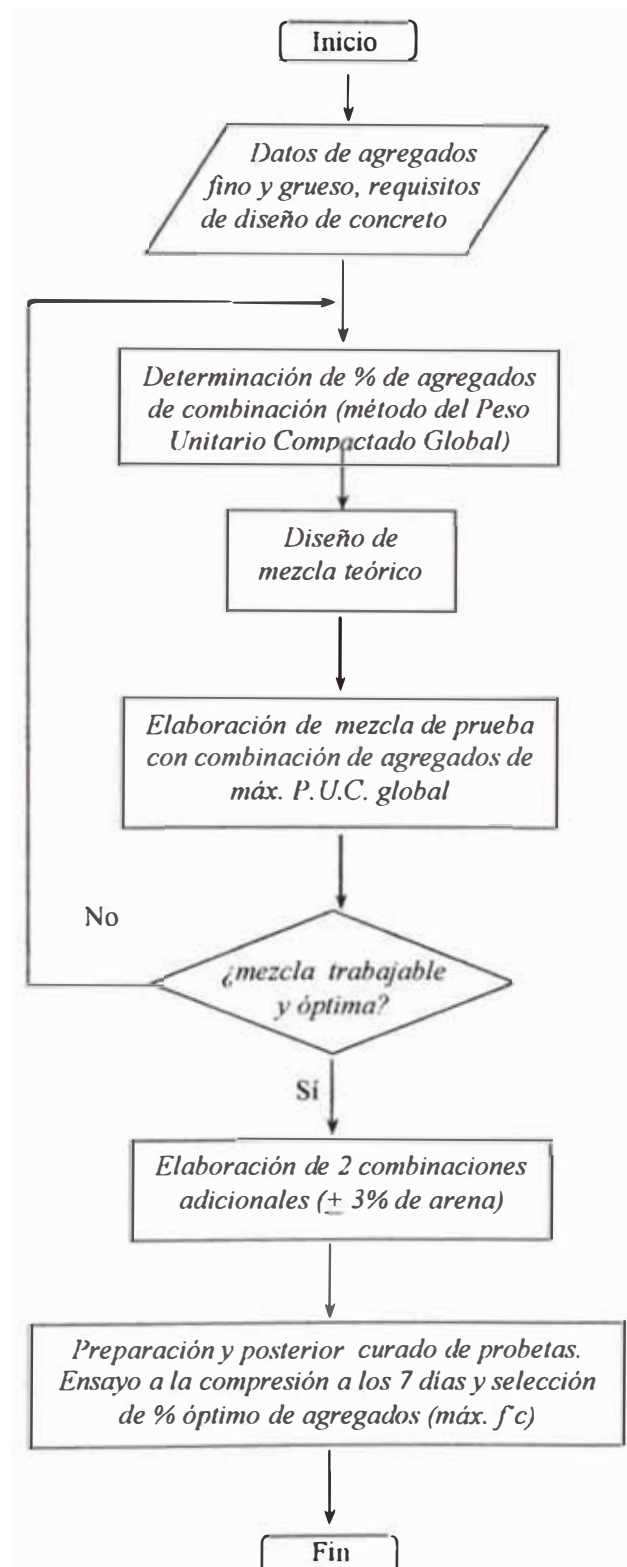 Inicio
Datos de agregados
fino y grueso, requisitos
de diseño de concreto
Determinación de % de agregados
de combinación (método del Peso
Unitario Compactado Global)
Diseño de
mezcla teórico
Elaboración de mezcla de prueba
con combinación de agregados de
máx. P.U.C. global
No
¿mezcla trabajable
y óptima?
Sí
Elaboración de 2 combinaciones
adicionales (± 3% de arena)
Preparación y posterior curado de probetas.
Ensayo a la compresión a los 7 días y selección
de % óptimo de agregados (máx. f'c)
Fin